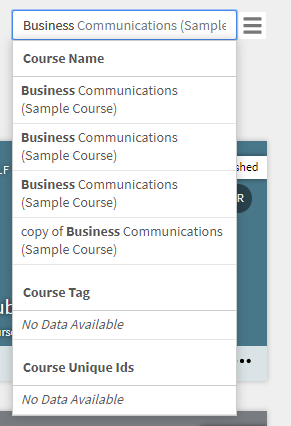 Business Communications (Sample
Course Name
Business Communications
(Sample Course)
Business Communications
(Sample Course)
Business Communications
(Sample Course)
copy of Business Communications
(Sample Course)
Course Tag
No Data Available
Course Unique Ids
No Data Available